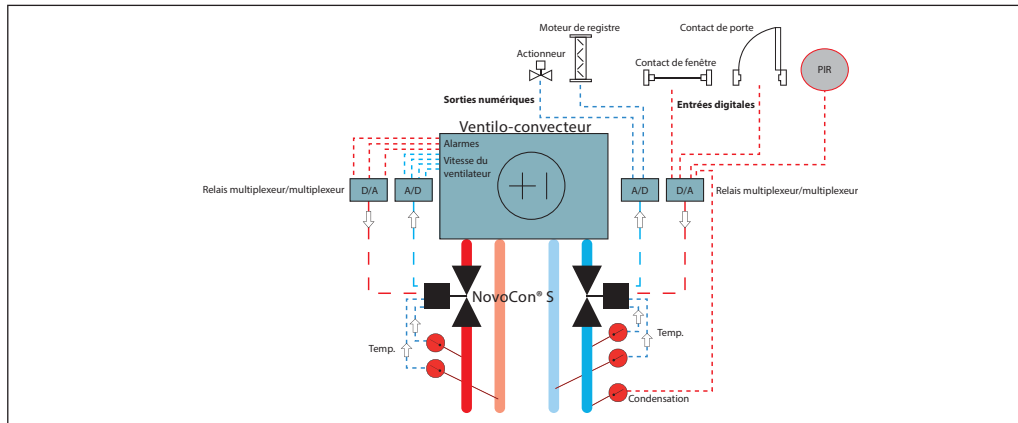 Moteur de registre
Contact de porte
Actionneur
Contact de fenêtre
PIR
Sorties numériques
Entrées digitales
Ventilo-convecteur
Alarmes
Vitesse du
ventilateur
Relais multiplexeur/multiplexeur
D/A
A/D
A/D
D/A
Relais multiplexeur/multiplexeur
NovoCon® S
Temp.
Temp.
Condensation